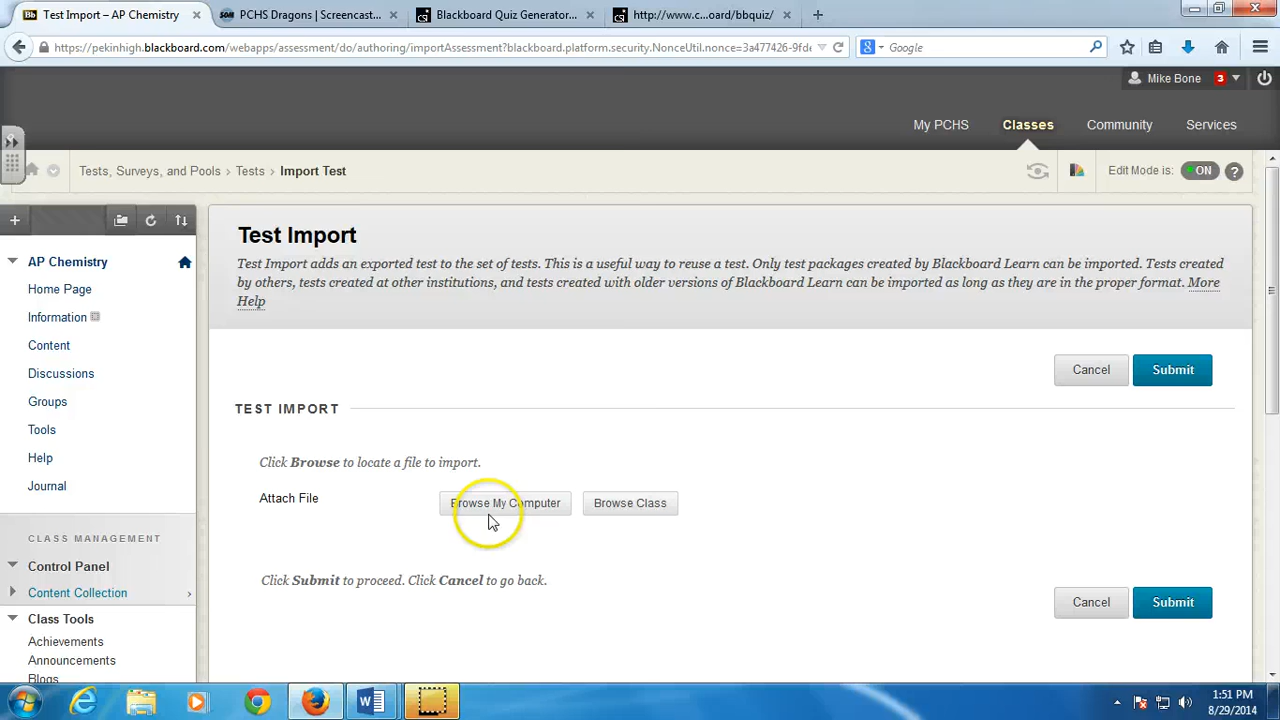 Bb Test Import – AP Chemistry ×
SOM PCHS Dragons | Screencast... ×
Blackboard Quiz Generator... ×
http://www.c...oard/bbquiz/ ×
https://pekinhigh.blackboard.com/webapps/assessment/do/authoring/importAssessment?blackboard.platform.security.NonceUtil.nonce=3a477426-9fde
Google
Mike Bone 3
My PCHS Classes Community Services
Tests, Surveys, and Pools > Tests > Import Test
Edit Mode is: ON ?
AP Chemistry
Home Page
Information
Content
Discussions
Groups
Tools
Help
Journal
CLASS MANAGEMENT
Control Panel
Content Collection
Class Tools
Achievements
Announcements
Blogs
Test Import
Test Import adds an exported test to the set of tests. This is a useful way to reuse a test. Only test packages created by Blackboard Learn can be imported. Tests created
by others, tests created at other institutions, and tests created with older versions of Blackboard Learn can be imported as long as they are in the proper format. More
Help
Cancel Submit
TEST IMPORT
Click Browse to locate a file to import.
Attach File Browse My Computer Browse Class
Click Submit to proceed. Click Cancel to go back.
Cancel Submit
1:51 PM
8/29/2014